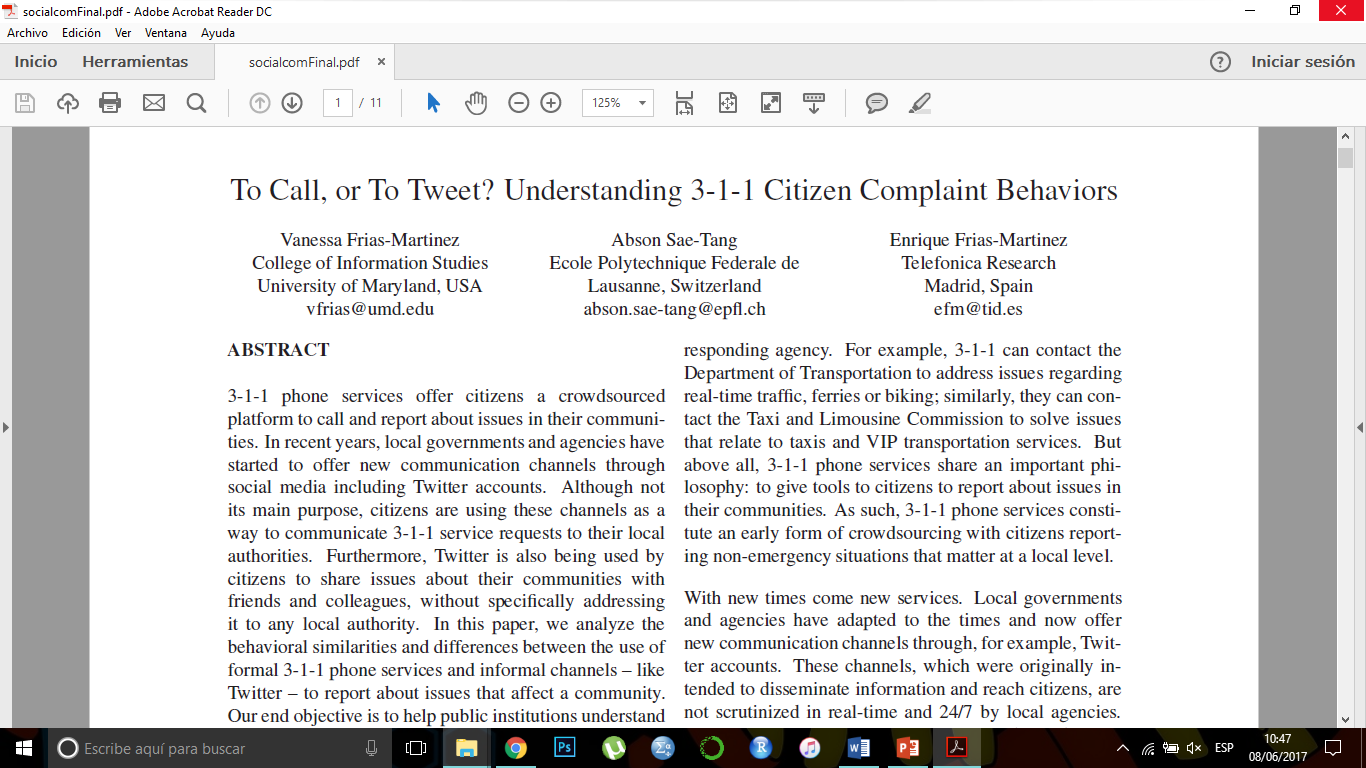 socialcomFinal.pdf - Adobe Acrobat Reader DC
Archivo Edición Ver Ventana Ayuda
Inicio Herramientas socialcomFinal.pdf × ? Iniciar sesión
1 / 11 125%
To Call, or To Tweet? Understanding 3-1-1 Citizen Complaint Behaviors
Vanessa Frias-Martinez
College of Information Studies
University of Maryland, USA
vfrias@umd.edu
Abson Sae-Tang
Ecole Polytechnique Federale de
Lausanne, Switzerland
abson.sae-tang@epfl.ch
Enrique Frias-Martinez
Telefonica Research
Madrid, Spain
efm@tid.es
ABSTRACT
3-1-1 phone services offer citizens a crowdsourced
platform to call and report about issues in their communi-
ties. In recent years, local governments and agencies have
started to offer new communication channels through
social media including Twitter accounts. Although not
its main purpose, citizens are using these channels as a
way to communicate 3-1-1 service requests to their local
authorities. Furthermore, Twitter is also being used by
citizens to share issues about their communities with
friends and colleagues, without specifically addressing
it to any local authority. In this paper, we analyze the
behavioral similarities and differences between the use of
formal 3-1-1 phone services and informal channels – like
Twitter – to report about issues that affect a community.
Our end objective is to help public institutions understand
responding agency. For example, 3-1-1 can contact the
Department of Transportation to address issues regarding
real-time traffic, ferries or biking; similarly, they can con-
tact the Taxi and Limousine Commission to solve issues
that relate to taxis and VIP transportation services. But
above all, 3-1-1 phone services share an important phi-
losophy: to give tools to citizens to report about issues in
their communities. As such, 3-1-1 phone services consti-
tute an early form of crowdsourcing with citizens report-
ing non-emergency situations that matter at a local level.
With new times come new services. Local governments
and agencies have adapted to the times and now offer
new communication channels through, for example, Twit-
ter accounts. These channels, which were originally in-
tended to disseminate information and reach citizens, are
not scrutinized in real-time and 24/7 by local agencies.
Escribe aquí para buscar
Ps
Σα
R
W
P
ESP
10:47
08/06/2017